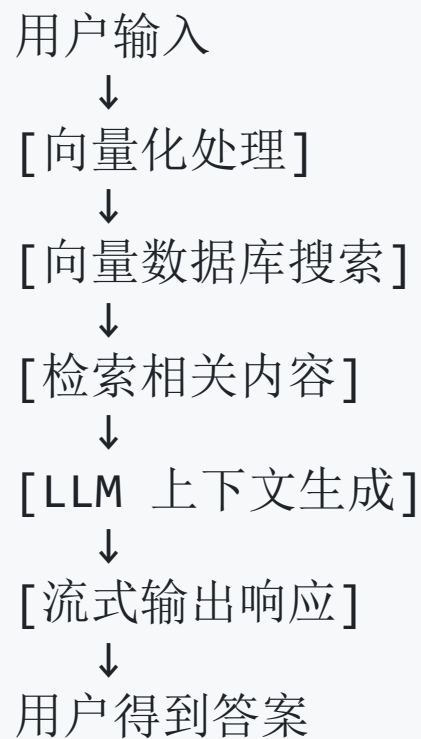 用户输入
↓
[向量化处理]
↓
[向量数据库搜索]
↓
[检索相关内容]
↓
[LLM 上下文生成]
↓
[流式输出响应]
↓
用户得到答案